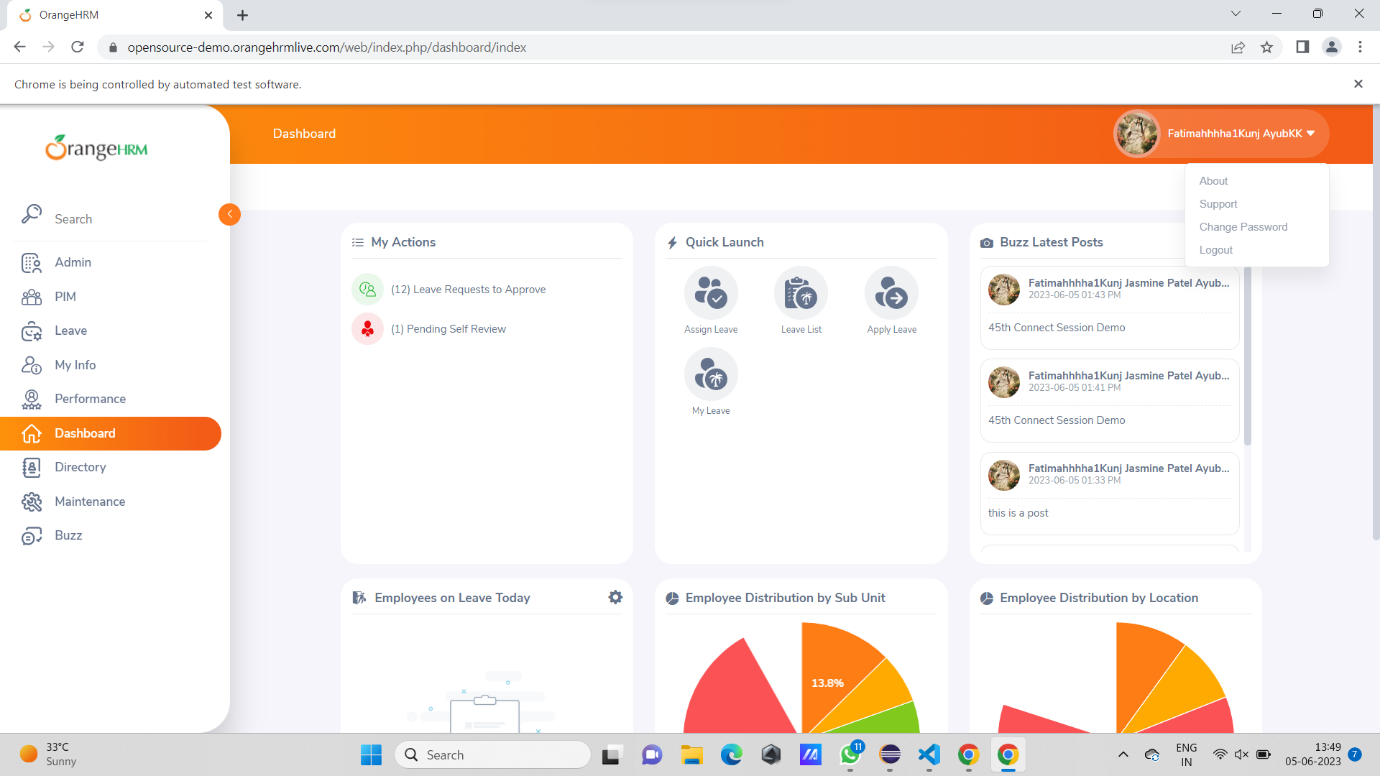 OrangeHRM
opensource-demo.orangehrmlive.com/web/index.php/dashboard/index
Chrome is being controlled by automated test software.
OrangeHRM
Dashboard
Fatimahhhha1Kunj AyubKK
About
Support
Change Password
Logout
Search
Admin
PIM
Leave
My Info
Performance
Dashboard
Directory
Maintenance
Buzz
My Actions
(12) Leave Requests to Approve
(1) Pending Self Review
Quick Launch
Assign Leave
Leave List
Apply Leave
My Leave
Buzz Latest Posts
Fatimahhhha1Kunj Jasmine Patel Ayub...
2023-06-05 01:43 PM
45th Connect Session Demo
Fatimahhhha1Kunj Jasmine Patel Ayub...
2023-06-05 01:41 PM
45th Connect Session Demo
Fatimahhhha1Kunj Jasmine Patel Ayub...
2023-06-05 01:33 PM
this is a post
Employees on Leave Today
Employee Distribution by Sub Unit
13.8%
Employee Distribution by Location
33°C
Sunny
Search
11
ENG
IN
13:49
05-06-2023
7